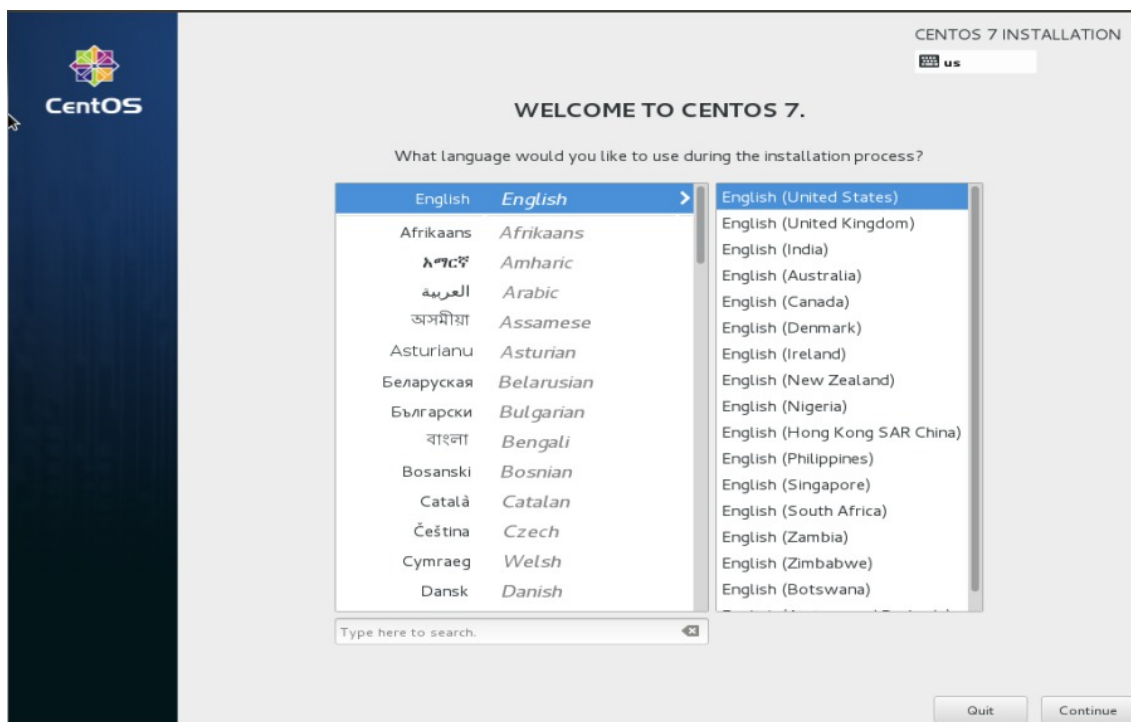 CENTOS 7 INSTALLATION
us
CentOS
WELCOME TO CENTOS 7.
What language would you like to use during the installation process?
English English
Afrikaans Afrikaans
አማርኛ Amharic
العربية Arabic
অসমীয়া Assamese
Asturianu Asturian
Беларуская Belarusian
Български Bulgarian
বাংলা Bengali
Bosanski Bosnian
Català Catalan
Čeština Czech
Cymraeg Welsh
Dansk Danish
Type here to search.
English (United States)
English (United Kingdom)
English (India)
English (Australia)
English (Canada)
English (Denmark)
English (Ireland)
English (New Zealand)
English (Nigeria)
English (Hong Kong SAR China)
English (Philippines)
English (Singapore)
English (South Africa)
English (Zambia)
English (Zimbabwe)
English (Botswana)
Quit
Continue